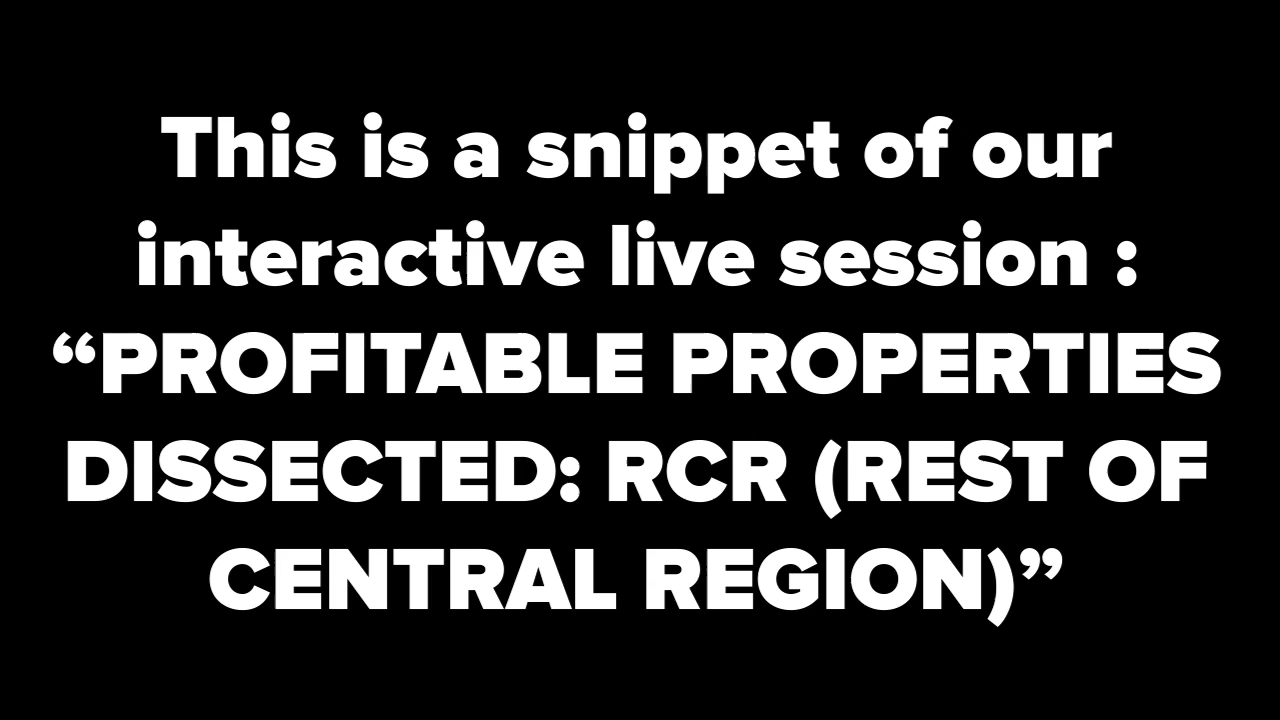 This is a snippet of our
interactive live session :
“PROFITABLE PROPERTIES
DISSECTED: RCR (REST OF
CENTRAL REGION)”